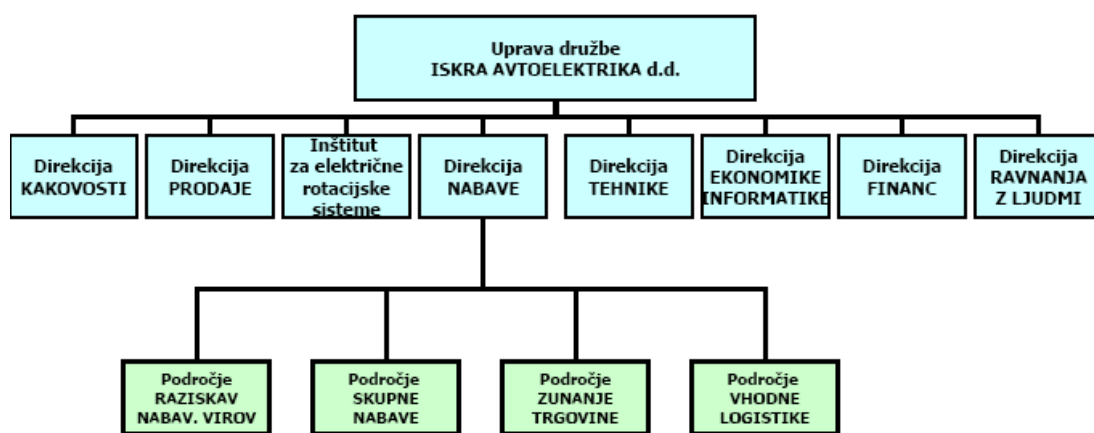 Uprava družbe
ISKRA AVTOELEKTRIKA d.d.
Direkcija
KAKOVOSTI
Direkcija
PRODAJE
Inštitut
za električne
rotacijske
sisteme
Direkcija
NABAVE
Direkcija
TEHNIKE
Direkcija
EKONOMIKE
INFORMATIKE
Direkcija
FINANC
Direkcija
RAVNANJA
Z LJUDMI
Področje
RAZISKAV
NABAV. VIROV
Področje
SKUPNE
NABAVE
Področje
ZUNANJE
TRGOVINE
Področje
VHODNE
LOGISTIKE